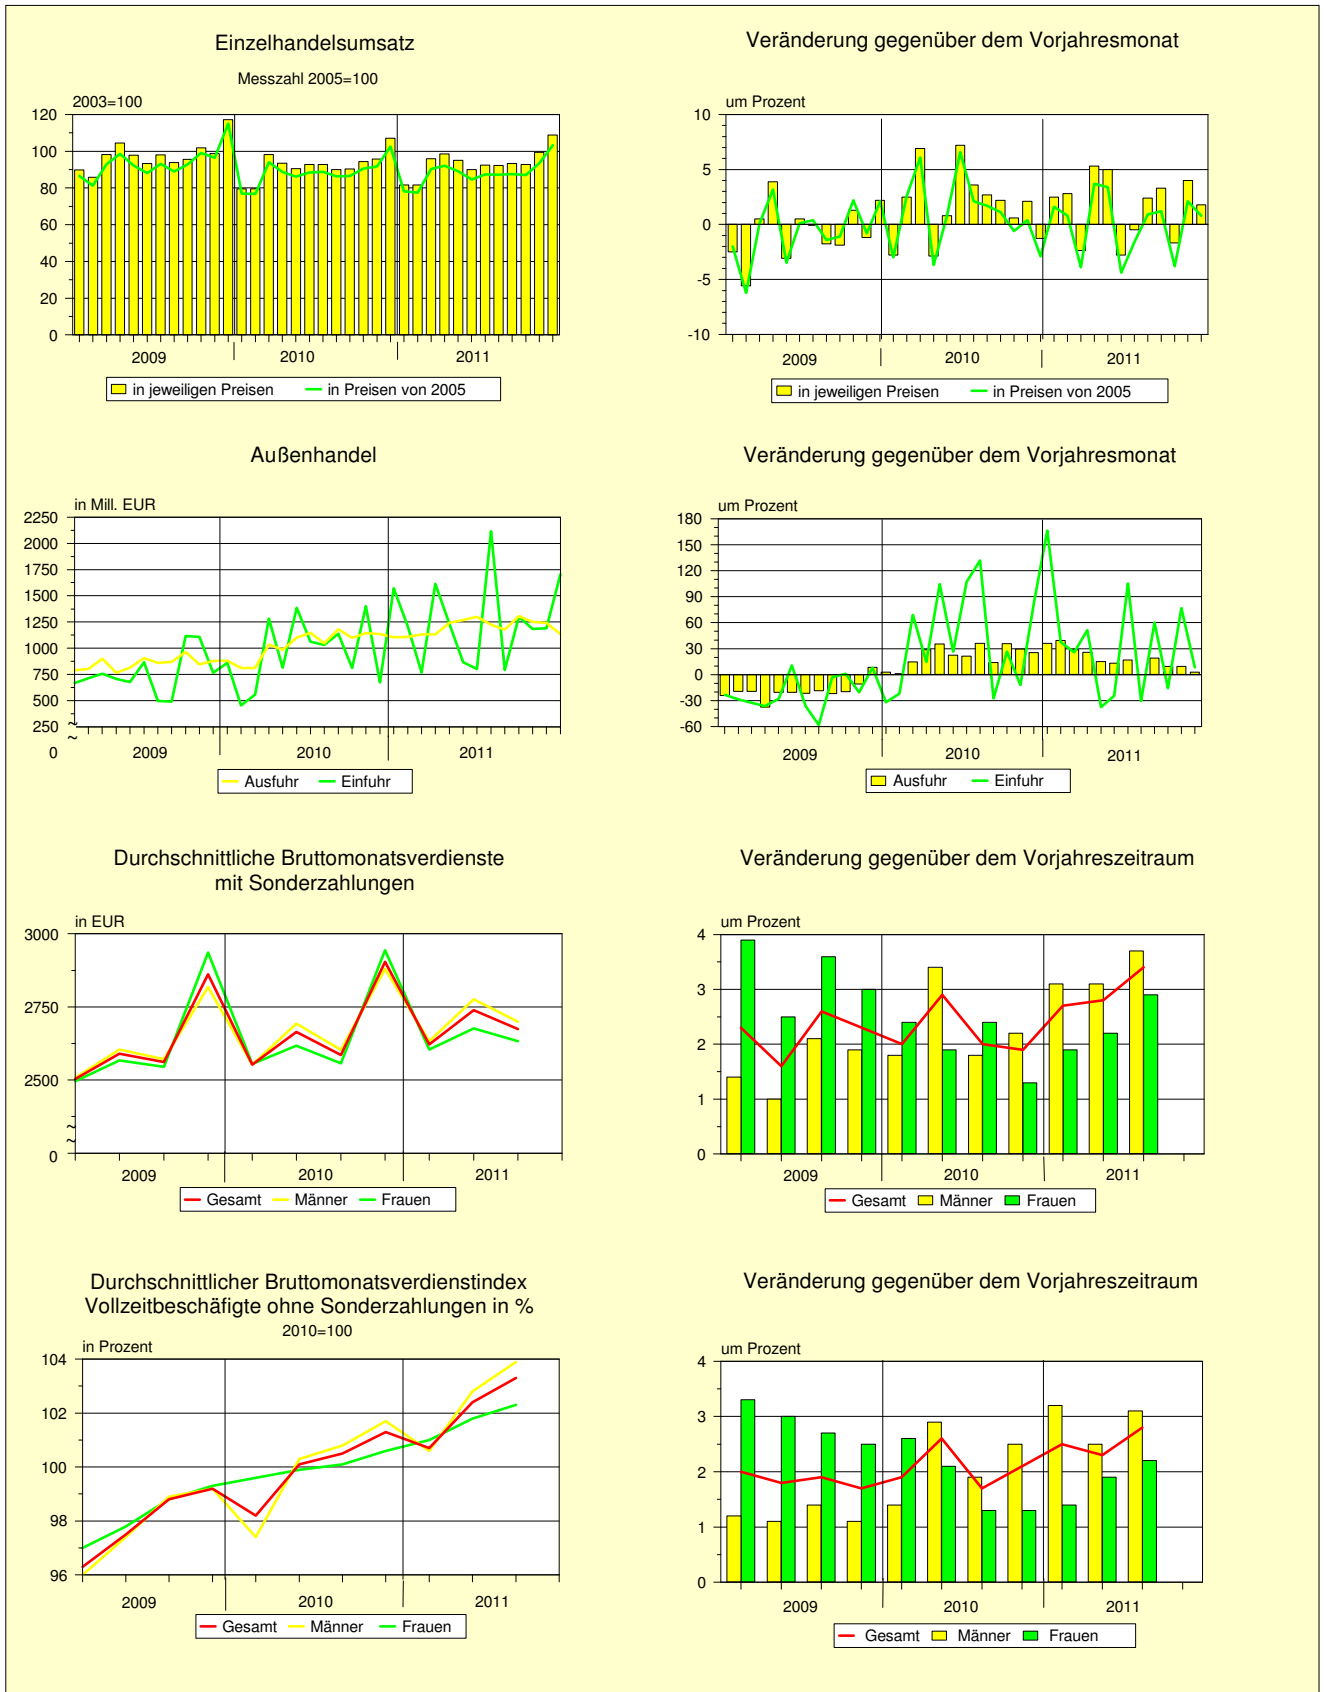 Einzelhandelsumsatz
Messzahl 2005=100
2003=100
120
100
80
60
40
20
0
2009
2010
2011
in jeweiligen Preisen
in Preisen von 2005
Veränderung gegenüber dem Vorjahresmonat
um Prozent
10
5
0
-5
-10
2009
2010
2011
in jeweiligen Preisen
in Preisen von 2005
Außenhandel
in Mill. EUR
2250
2000
1750
1500
1250
1000
750
500
250
~
~
0
2009
2010
2011
Ausfuhr
Einfuhr
Veränderung gegenüber dem Vorjahresmonat
um Prozent
180
150
120
90
60
30
0
-30
-60
2009
2010
2011
Ausfuhr
Einfuhr
Durchschnittliche Bruttomonatsverdienste
mit Sonderzahlungen
in EUR
3000
2750
2500
~
~
0
2009
2010
2011
Gesamt
Männer
Frauen
Veränderung gegenüber dem Vorjahreszeitraum
um Prozent
4
3
2
1
0
2009
2010
2011
Gesamt
Männer
Frauen
Durchschnittlicher Bruttomonatsverdienstindex
Vollzeitbeschäfigte ohne Sonderzahlungen in %
2010=100
in Prozent
104
102
100
98
96
2009
2010
2011
Gesamt
Männer
Frauen
Veränderung gegenüber dem Vorjahreszeitraum
um Prozent
4
3
2
1
0
2009
2010
2011
Gesamt
Männer
Frauen